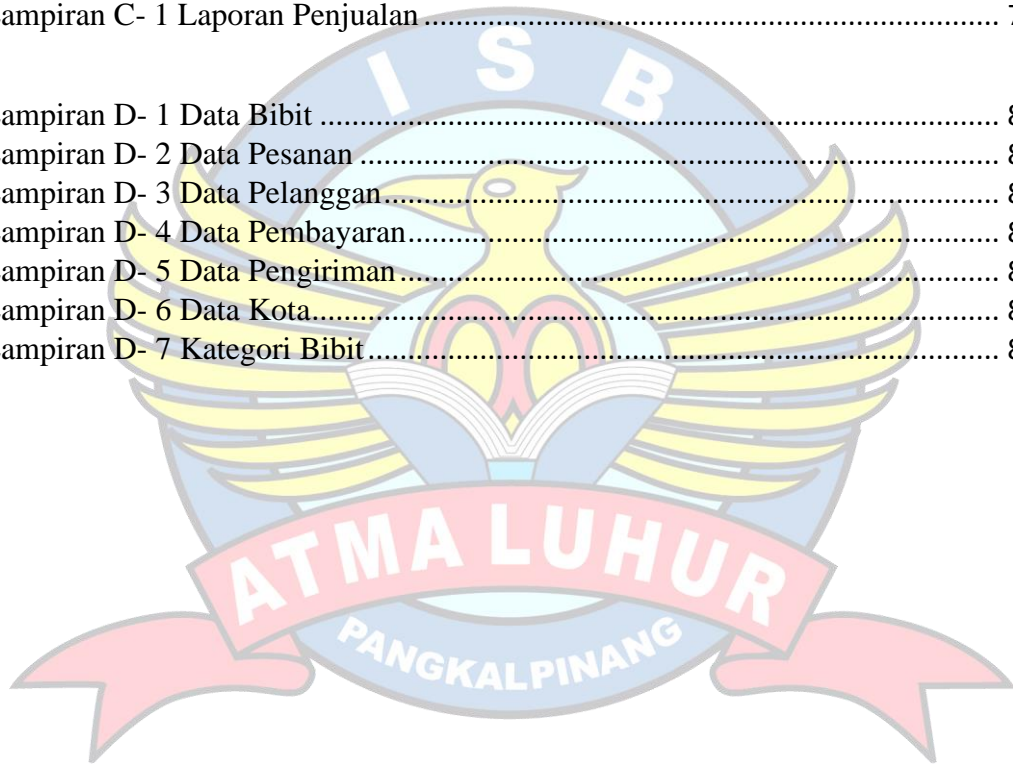 ampiran C- 1 Laporan Penjualan ........................................................................... 7
ampiran D- 1 Data Bibit ....................................................................................... 8
ampiran D- 2 Data Pesanan .................................................................................. 8
ampiran D- 3 Data Pelanggan............................................................................... 8
ampiran D- 4 Data Pembayaran............................................................................ 8
ampiran D- 5 Data Pengiriman ............................................................................. 8
ampiran D- 6 Data Kota........................................................................................ 8
ampiran D- 7 Kategori Bibit ................................................................................. 8
ISB
ATMA LUHUR
PANGKALPINANG